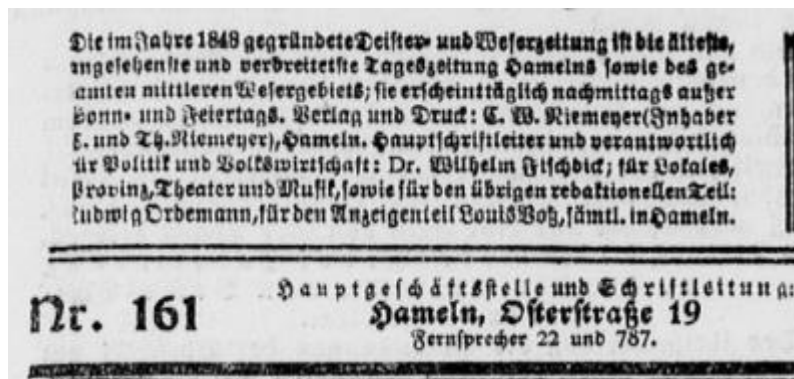 Die im Jahre 1848 gegründete Deister- und Weserzeitung ist die älteste,
angesehenste und verbreitetste Tageszeitung Hamelns sowie des ge-
samten mittleren Wesergebiets; sie erscheint täglich nachmittags außer
Sonn- und Feiertags. Verlag und Druck: C. W. Niemeyer (Inhaber
und Th. Niemeyer), Hameln. Hauptschriftleiter und verantwortlich
für Politik und Volkswirtschaft: Dr. Wilhelm Fischdick; für Lokales,
Provinz, Theater und Musik, sowie für den übrigen redaktionellen Teil:
Ludwig Ordemann, für den Anzeigenteil Louis Voß, sämtl. in Hameln.
Nr. 161
Hauptgeschäftsstelle und Schriftleitung:
Hameln, Osterstraße 19
Fernsprecher 22 und 787.